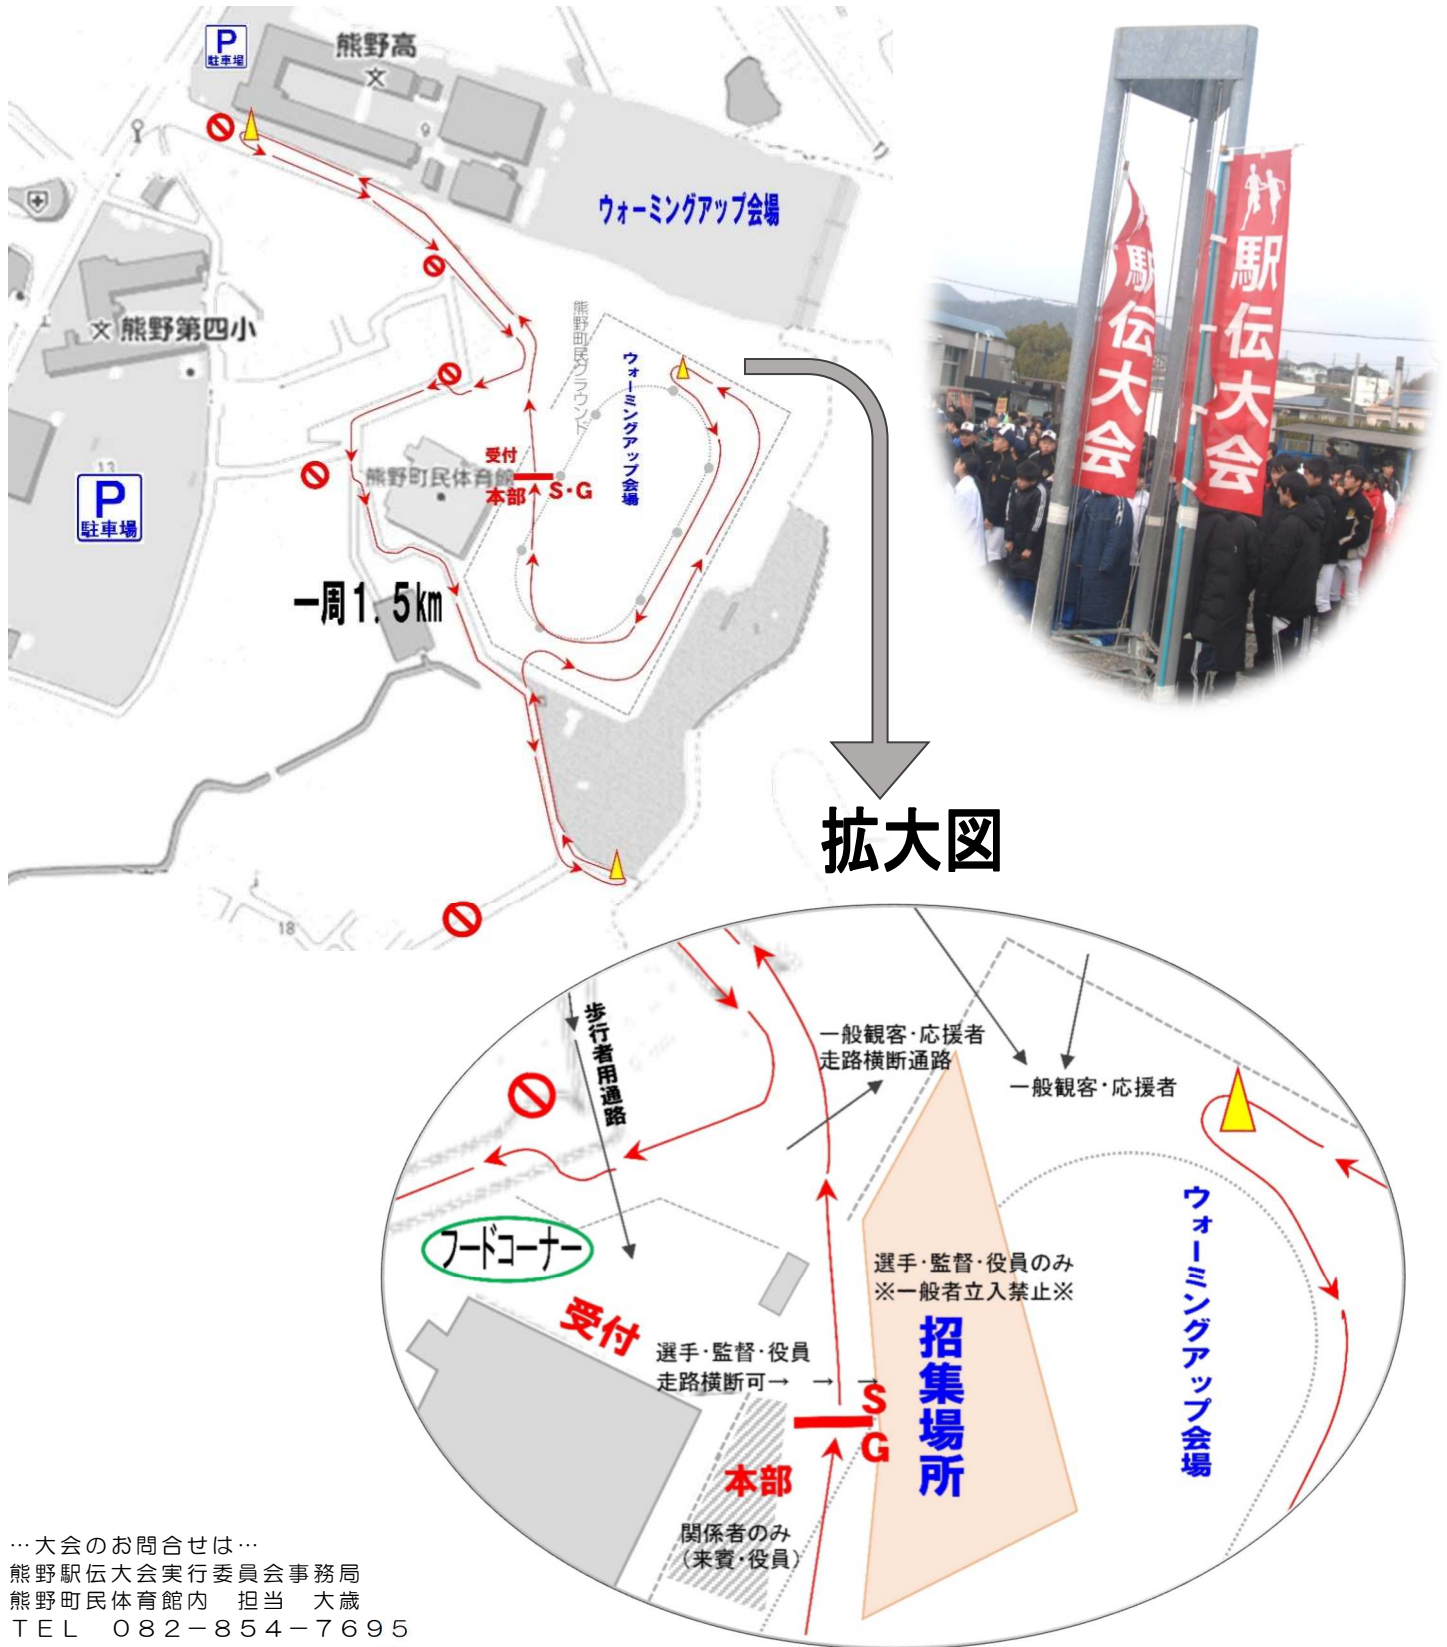 P
駐車場
熊野高
文
9
ウォーミングアップ会場
文 熊野第四小
熊野町民グラウンド
ウォーミングアップ会場
13
P
駐車場
熊野町民体育館
受付
本部
S・G
一周1.5km
18
駅伝大会
駅伝大会
拡大図
歩行者用通路
一般観客・応援者
走路横断通路
一般観客・応援者
フードコーナー
受付
選手・監督・役員のみ
※一般者立入禁止※
招集場所
ウォーミングアップ会場
選手・監督・役員
走路横断可→ → →
S
G
本部
関係者のみ
(来賓・役員)
…大会のお問合せは…
熊野駅伝大会実行委員会事務局
熊野町民体育館内 担当 大歳
TEL 082-854-7695